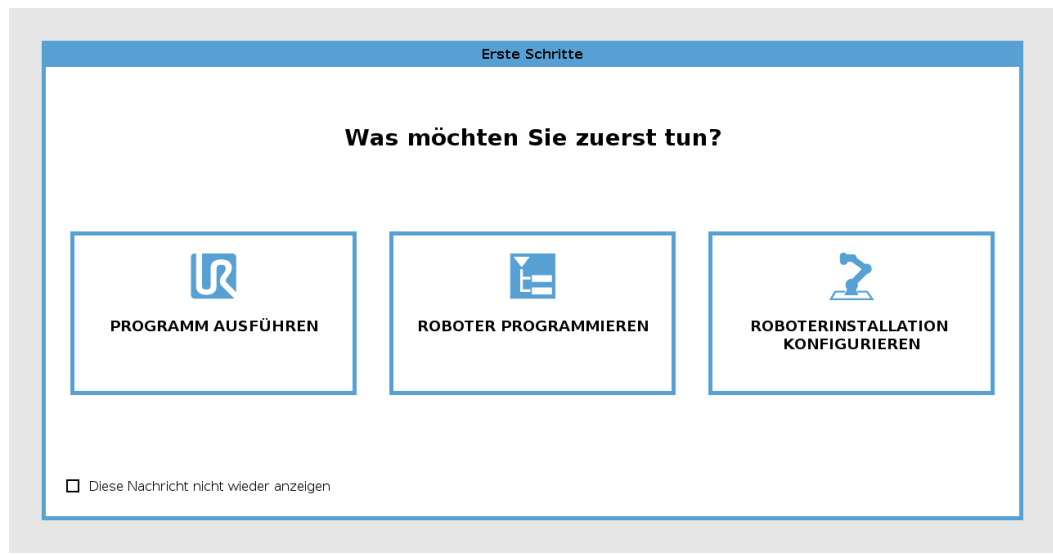 Erste Schritte
Was möchten Sie zuerst tun?
PROGRAMM AUSFÜHREN
ROBOTER PROGRAMMIEREN
ROBOTERINSTALLATION
KONFIGURIEREN
Diese Nachricht nicht wieder anzeigen